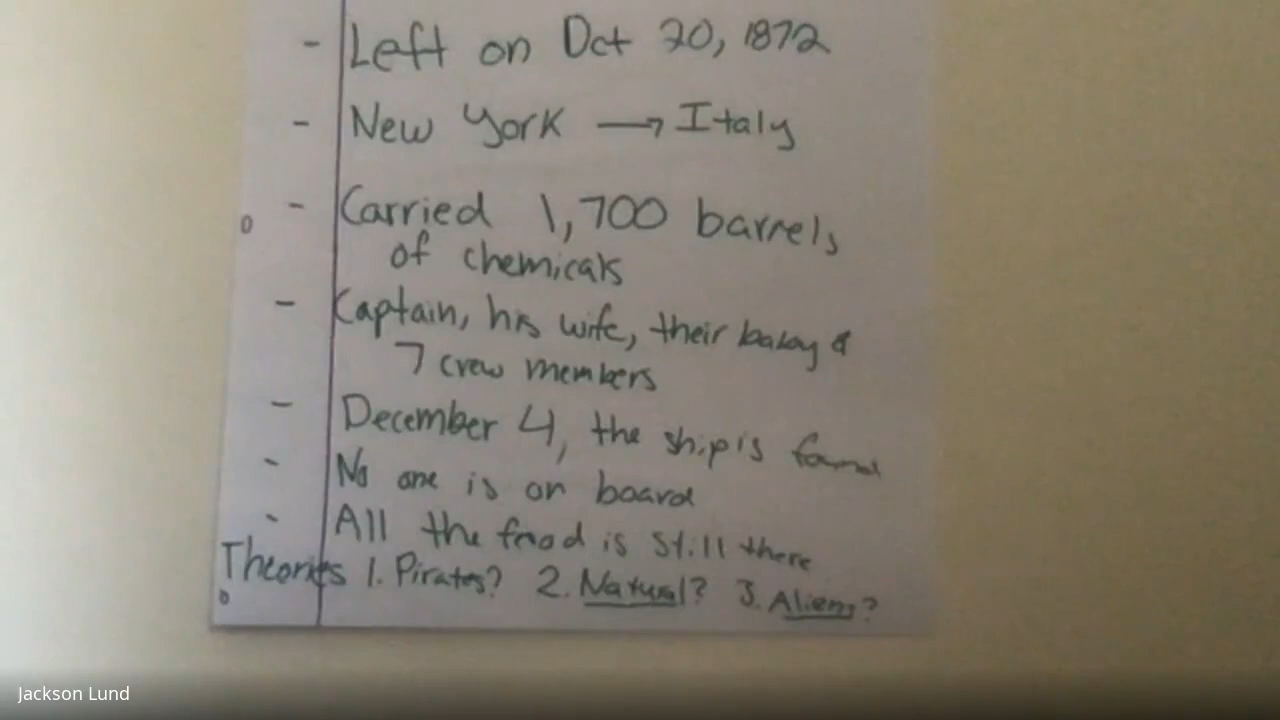 - Left on Oct 20, 1872
- New York → Italy
- Carried 1,700 barrels
of chemicals
- Captain, his wife, their baby &
7 crew members
- December 4, the ship is found
- No one is on board
- All the food is still there
Theories 1. Pirates? 2. Natural? 3. Aliens?
Jackson Lund